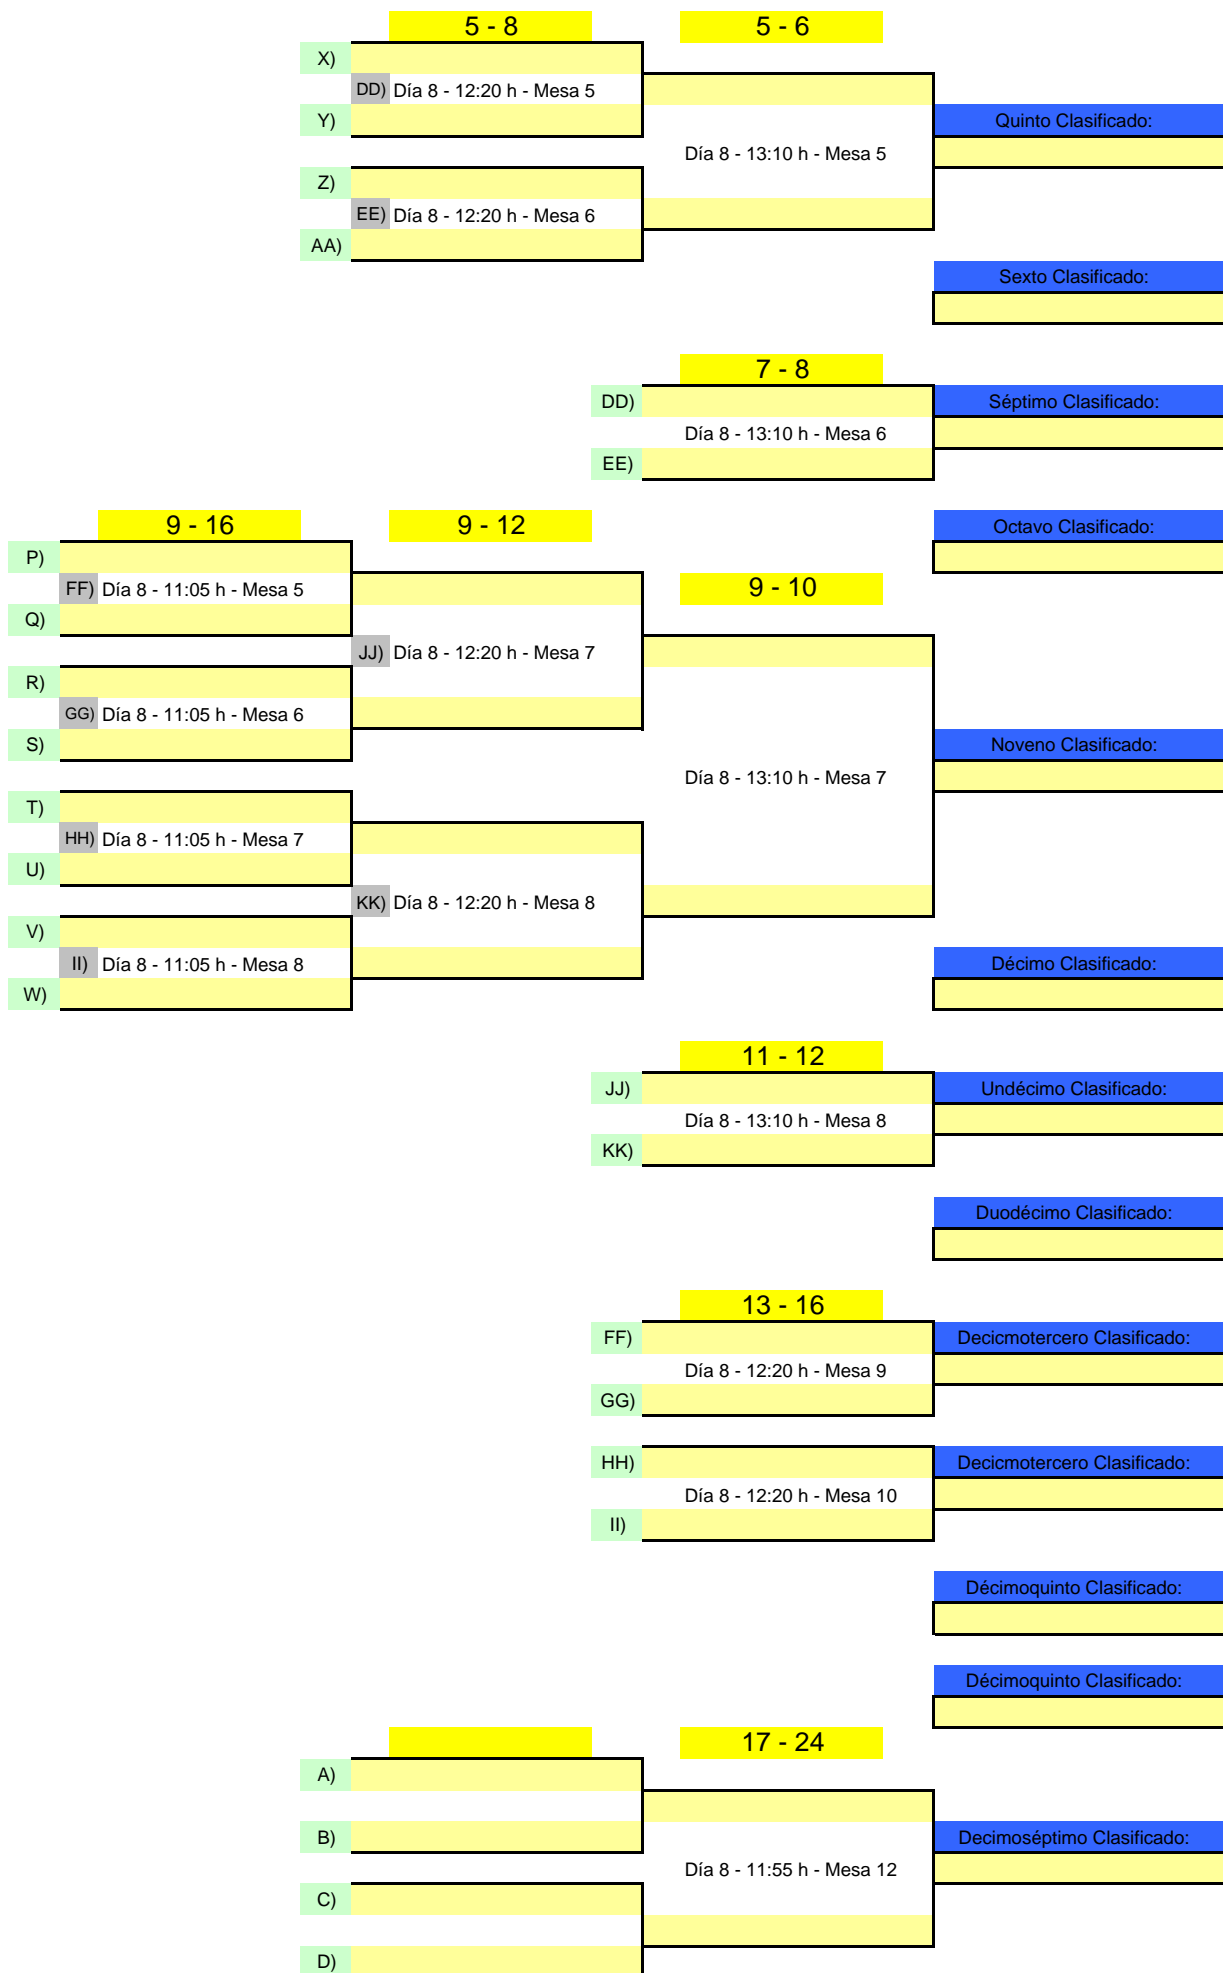 5 - 8 5 - 6
X)
DD) Día 8 - 12:20 h - Mesa 5
Y) Quinto Clasificado:
Día 8 - 13:10 h - Mesa 5
Z)
EE) Día 8 - 12:20 h - Mesa 6
AA)
Sexto Clasificado:
7 - 8
DD) Séptimo Clasificado:
Día 8 - 13:10 h - Mesa 6
EE)
9 - 16 9 - 12 Octavo Clasificado:
P)
FF) Día 8 - 11:05 h - Mesa 5 9 - 10
Q)
JJ) Día 8 - 12:20 h - Mesa 7
R)
GG) Día 8 - 11:05 h - Mesa 6
S) Noveno Clasificado:
Día 8 - 13:10 h - Mesa 7
T)
HH) Día 8 - 11:05 h - Mesa 7
U)
KK) Día 8 - 12:20 h - Mesa 8
V)
II) Día 8 - 11:05 h - Mesa 8 Décimo Clasificado:
W)
11 - 12
JJ) Undécimo Clasificado:
Día 8 - 13:10 h - Mesa 8
KK)
Duodécimo Clasificado:
13 - 16
FF) Decicmotercero Clasificado:
Día 8 - 12:20 h - Mesa 9
GG)
HH) Decicmotercero Clasificado:
Día 8 - 12:20 h - Mesa 10
II)
Décimoquinto Clasificado:
Décimoquinto Clasificado:
17 - 24
A)
B) Decimoséptimo Clasificado:
Día 8 - 11:55 h - Mesa 12
C)
D)